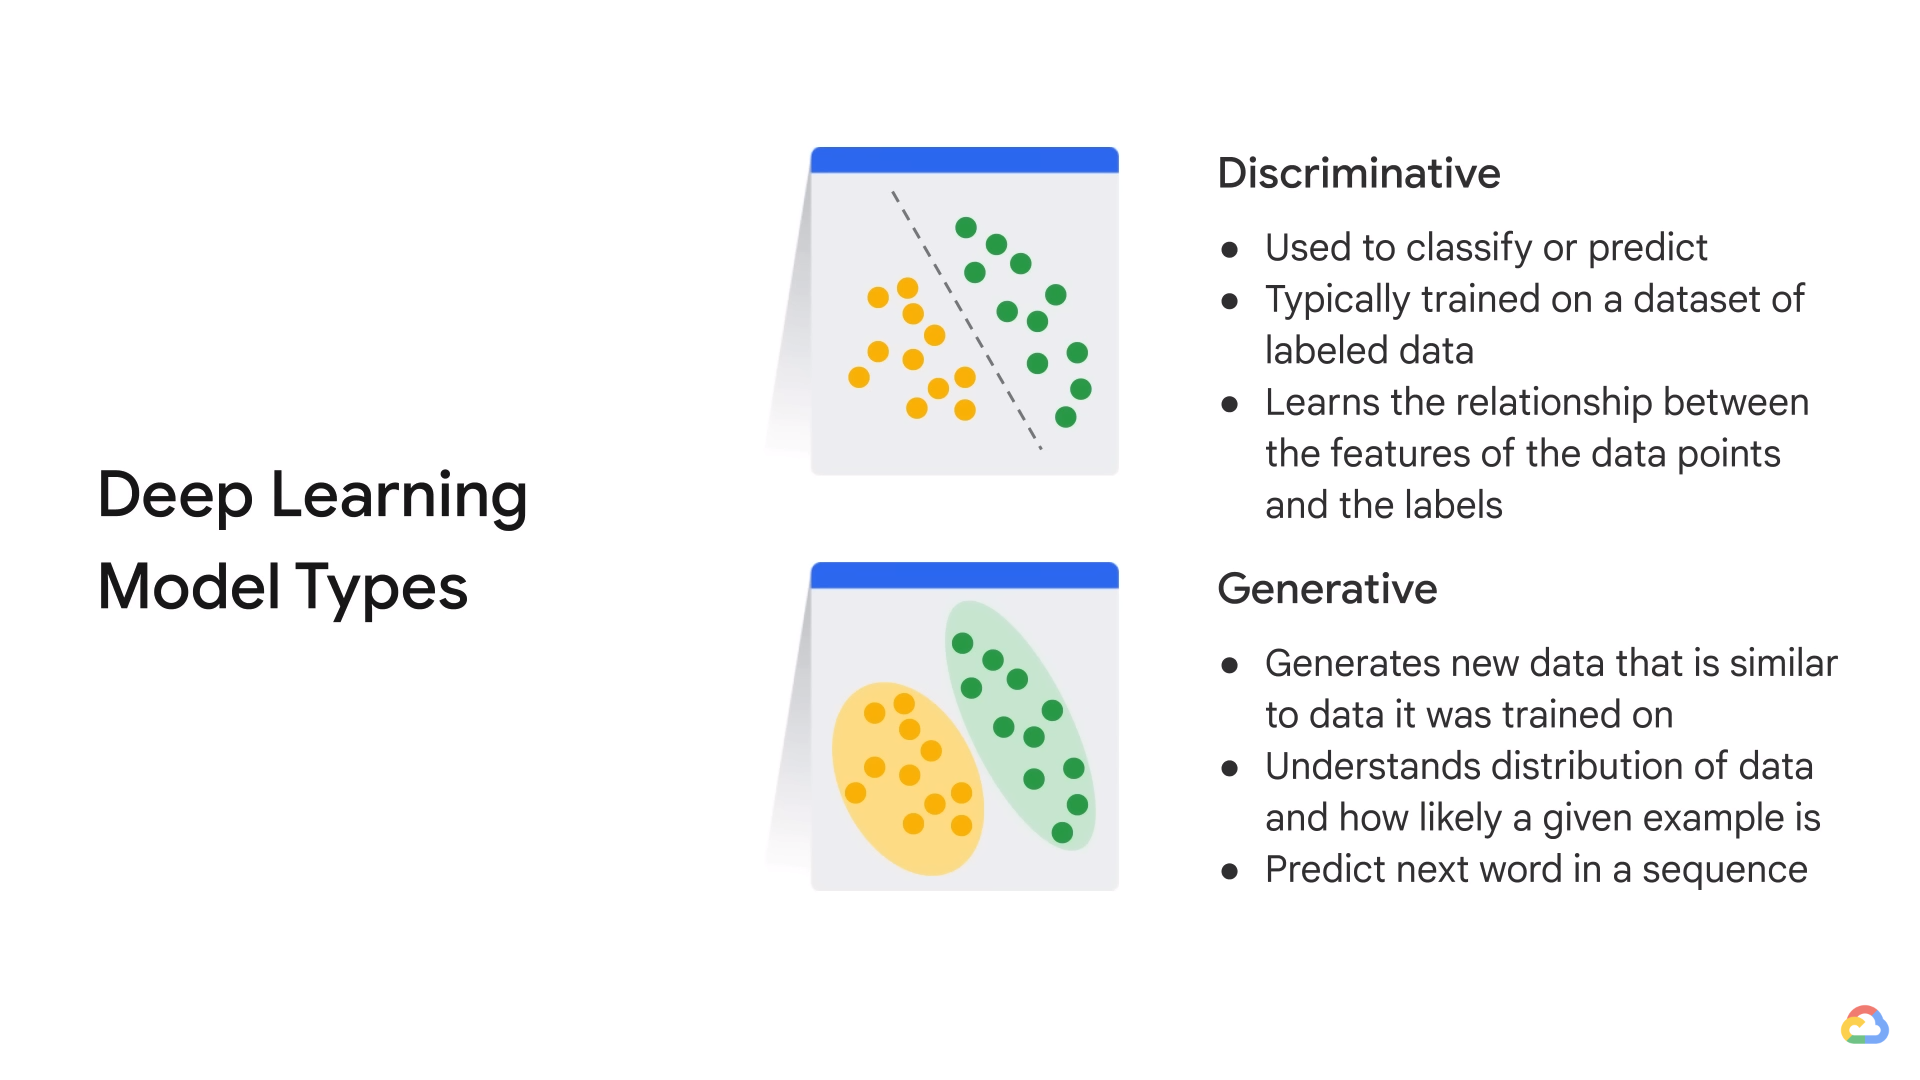 Deep Learning
Model Types
Discriminative
● Used to classify or predict
● Typically trained on a dataset of
labeled data
● Learns the relationship between
the features of the data points
and the labels
Generative
● Generates new data that is similar
to data it was trained on
● Understands distribution of data
and how likely a given example is
● Predict next word in a sequence